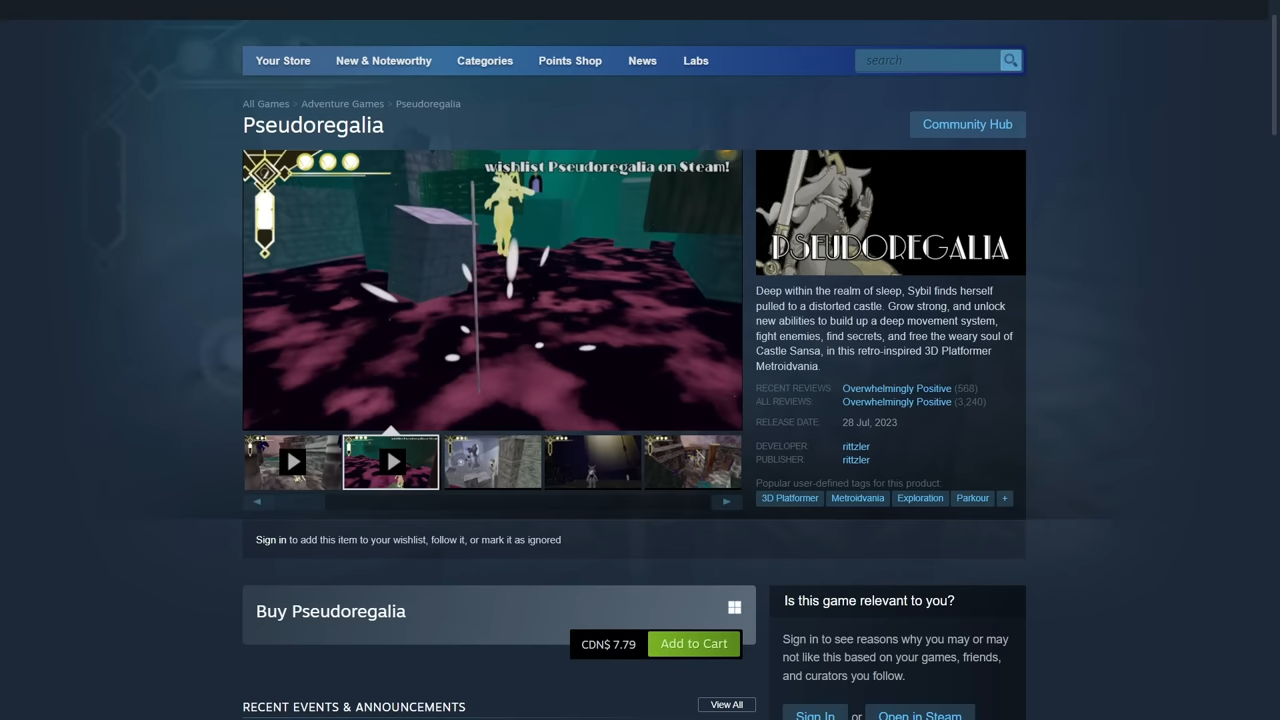 Your Store
New & Noteworthy
Categories
Points Shop
News
Labs
search
All Games > Adventure Games > Pseudoregalia
Pseudoregalia
Community Hub
wishlist Pseudoregalia on Steam!
PSEUDOREGALIA
Deep within the realm of sleep, Sybil finds herself
pulled to a distorted castle. Grow strong, and unlock
new abilities to build up a deep movement system,
fight enemies, find secrets, and free the weary soul of
Castle Sansa, in this retro-inspired 3D Platformer
Metroidvania.
RECENT REVIEWS: Overwhelmingly Positive (568)
ALL REVIEWS: Overwhelmingly Positive (3,240)
RELEASE DATE: 28 Jul, 2023
DEVELOPER: rittzler
PUBLISHER: rittzler
Popular user-defined tags for this product:
3D Platformer
Metroidvania
Exploration
Parkour
+
Sign in to add this item to your wishlist, follow it, or mark it as ignored
Buy Pseudoregalia
CDN$ 7.79
Add to Cart
Is this game relevant to you?
Sign in to see reasons why you may or may
not like this based on your games, friends,
and curators you follow.
Sign In or Open in Steam
RECENT EVENTS & ANNOUNCEMENTS
View All